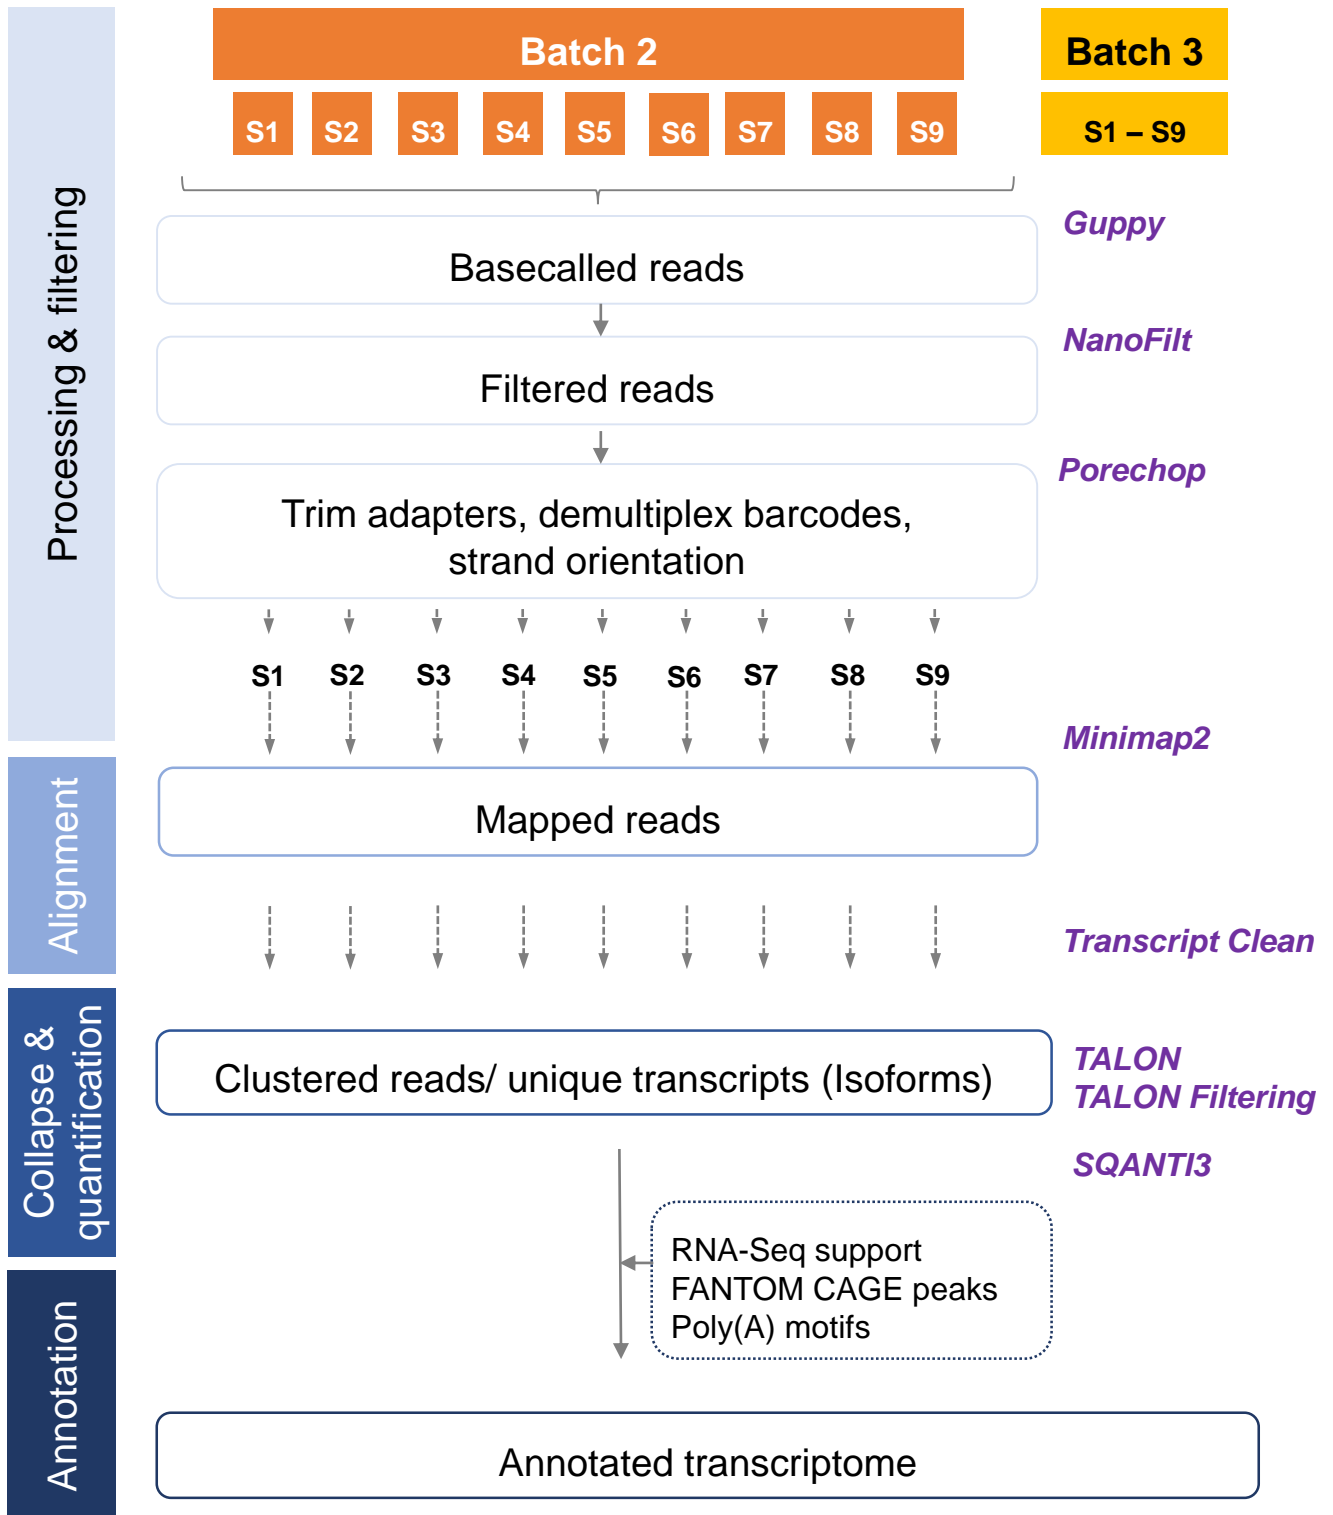 Batch 2
Batch 3
S1 S2 S3 S4 S5 S6 S7 S8 S9
S1 – S9
Processing & filtering
Guppy
Basecalled reads
NanoFilt
Filtered reads
Porechop
Trim adapters, demultiplex barcodes,
strand orientation
S1 S2 S3 S4 S5 S6 S7 S8 S9
Minimap2
Alignment
Mapped reads
Transcript Clean
Collapse &
quantification
Clustered reads/ unique transcripts (Isoforms)
TALON
TALON Filtering
SQANTI3
RNA-Seq support
FANTOM CAGE peaks
Poly(A) motifs
Annotation
Annotated transcriptome